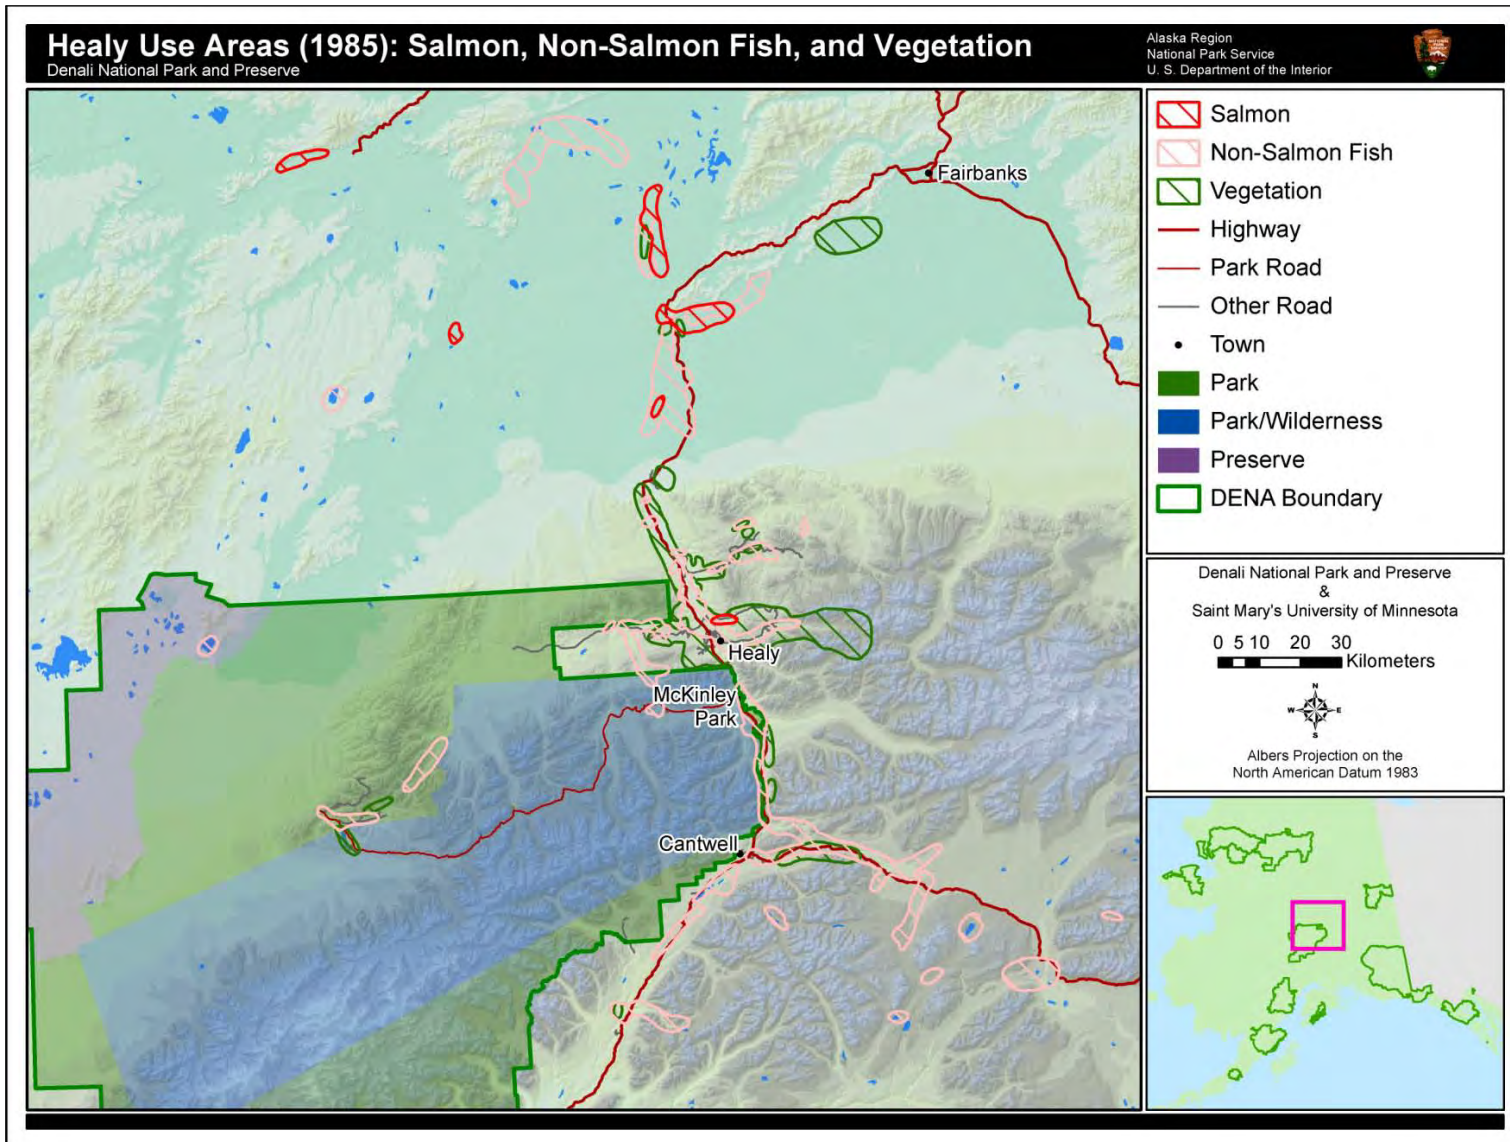 Healy Use Areas (1985): Salmon, Non-Salmon Fish, and Vegetation
Denali National Park and Preserve
Alaska Region
National Park Service
U. S. Department of the Interior
Fairbanks
Healy
McKinley
Park
Cantwell
Salmon
Non-Salmon Fish
Vegetation
Highway
Park Road
Other Road
Town
Park
Park/Wilderness
Preserve
DENA Boundary
Denali National Park and Preserve
&
Saint Mary's University of Minnesota
0 5 10 20 30
Kilometers
N
W E
S
Albers Projection on the
North American Datum 1983